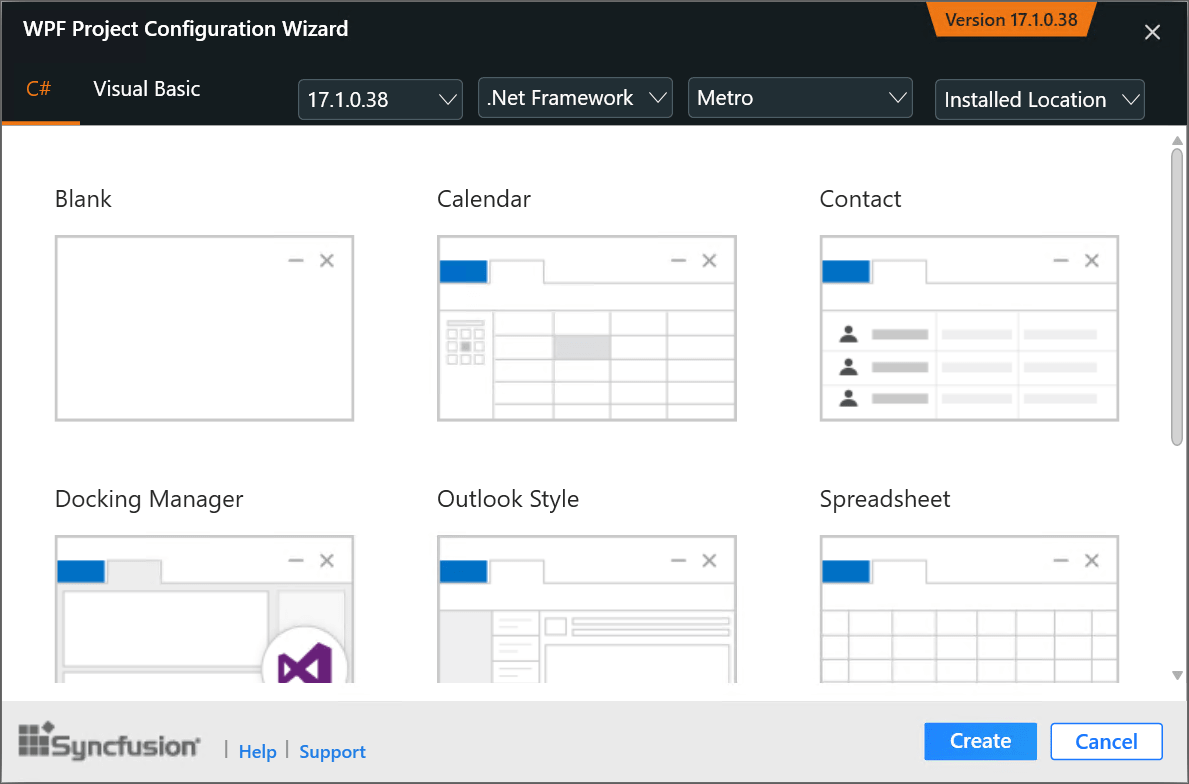 WPF Project Configuration Wizard
Version 17.1.0.38
C#
Visual Basic
17.1.0.38
.Net Framework
Metro
Installed Location
Blank
Calendar
Contact
Docking Manager
Outlook Style
Spreadsheet
Syncfusion
| Help | Support
Create
Cancel